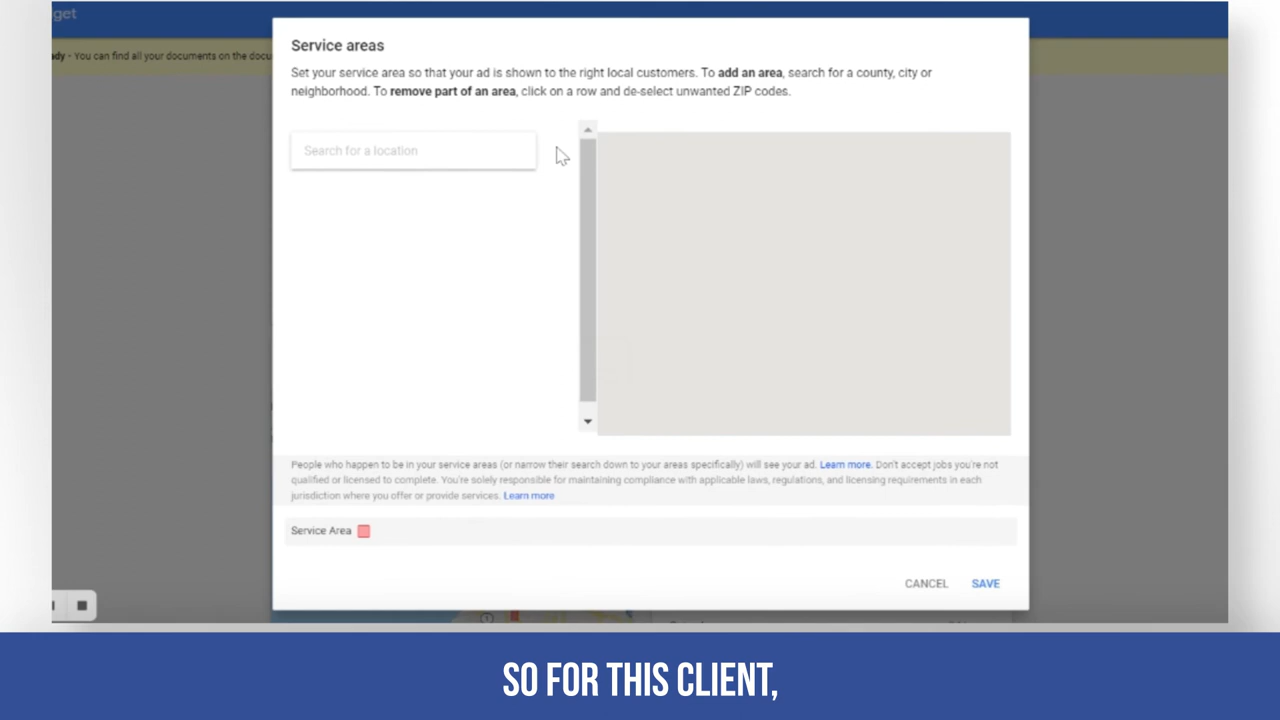 get
dy - You can find all your documents on the docu
Service areas
Set your service area so that your ad is shown to the right local customers. To add an area, search for a county, city or
neighborhood. To remove part of an area, click on a row and de-select unwanted ZIP codes.
Search for a location
People who happen to be in your service areas (or narrow their search down to your areas specifically) will see your ad. Learn more. Don't accept jobs you're not
qualified or licensed to complete. You're solely responsible for maintaining compliance with applicable laws, regulations, and licensing requirements in each
jurisdiction where you offer or provide services. Learn more
Service Area
CANCEL SAVE
SO FOR THIS CLIENT,